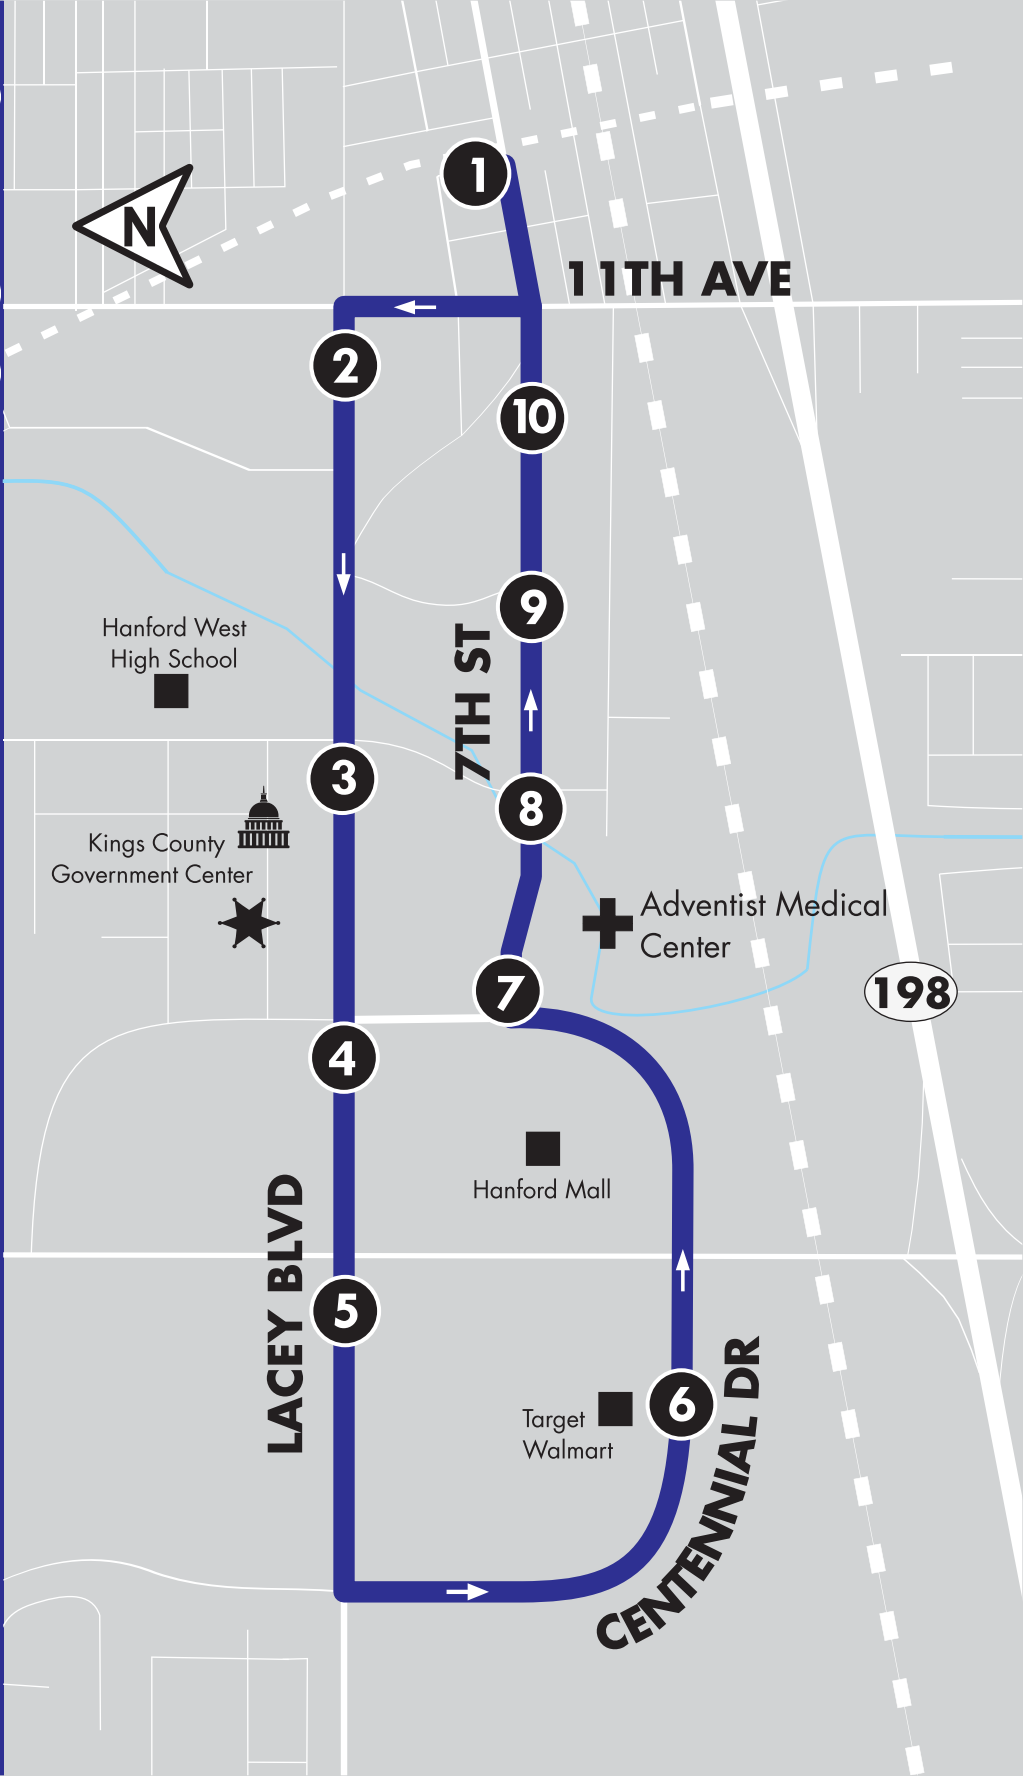 1
N
11TH AVE
2
10
9
Hanford West
High School
7TH ST
3
8
Kings County
Government Center
Adventist Medical
Center
7
198
4
Hanford Mall
LACEY BLVD
5
6
Target
Walmart
CENTENNIAL DR